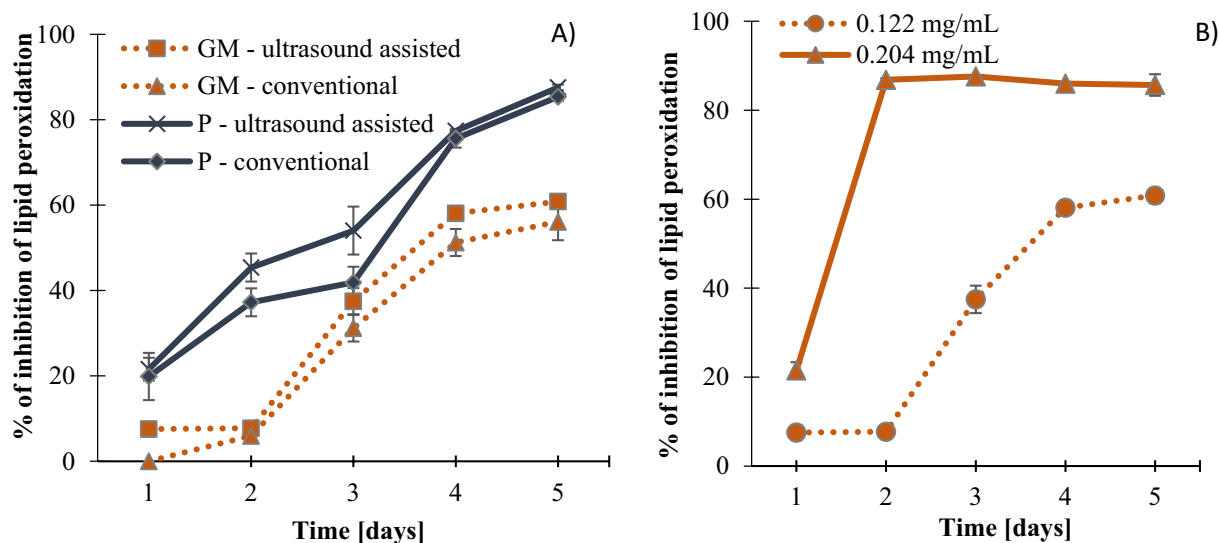 A)
% of inhibition of lipid peroxidation
100
80
60
40
20
0
GM - ultrasound assisted
GM - conventional
P - ultrasound assisted
P - conventional
1 2 3 4 5
Time [days]
B)
% of inhibition of lipid peroxidation
100
80
60
40
20
0
0.122 mg/mL
0.204 mg/mL
1 2 3 4 5
Time [days]